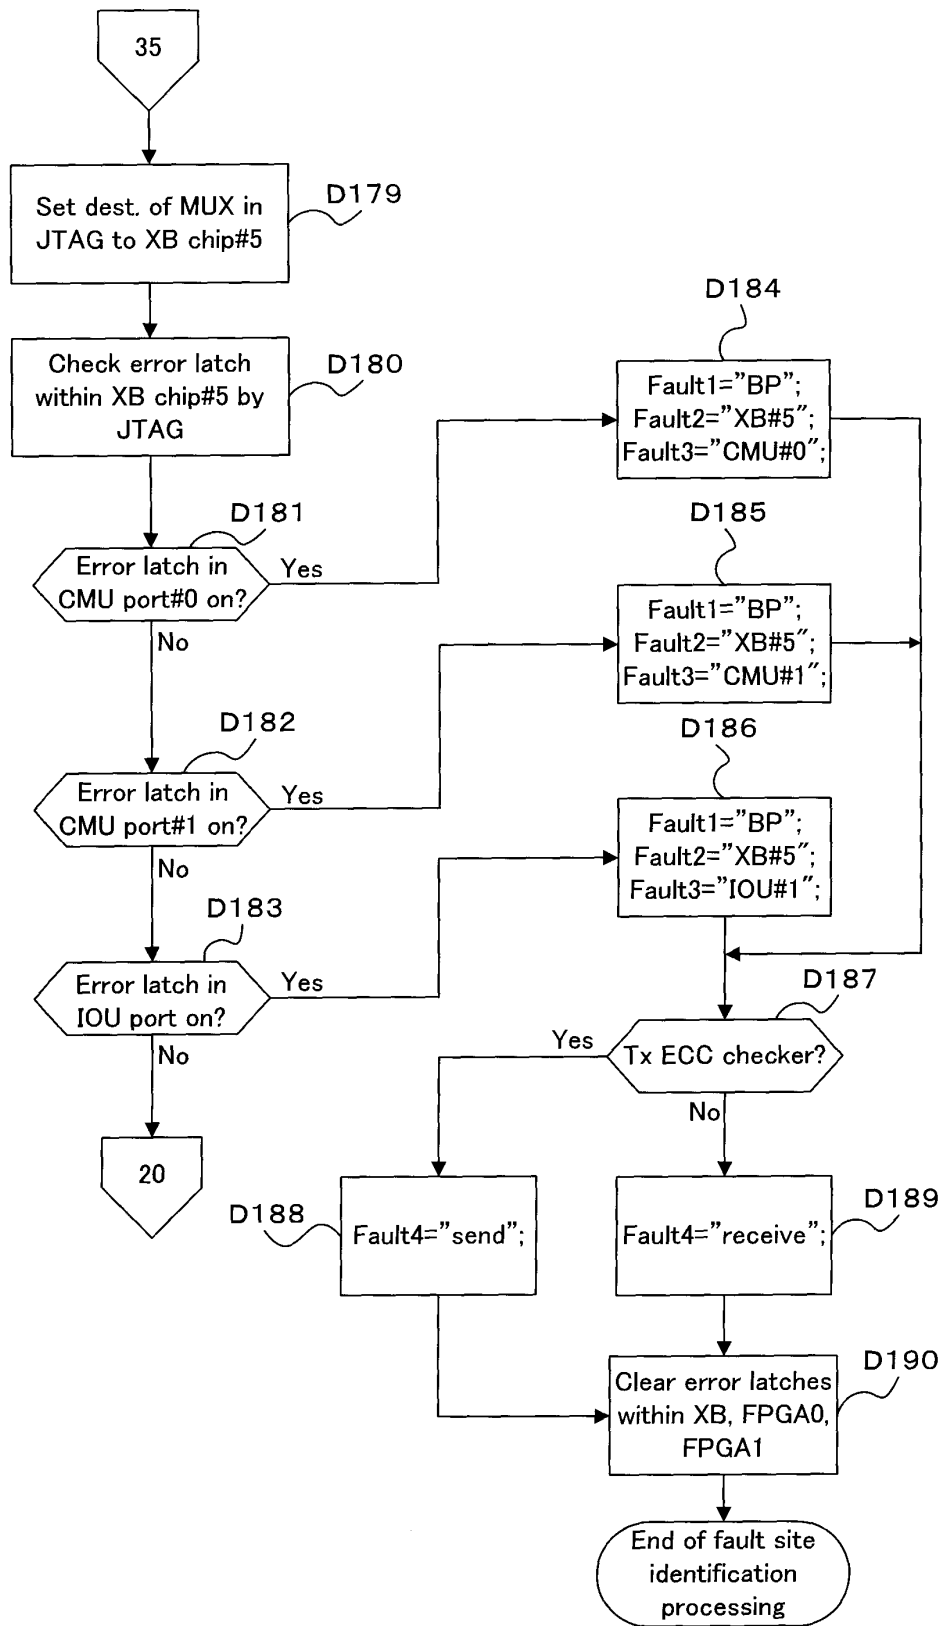 35
Set dest. of MUX in
JTAG to XB chip#5
D179
Check error latch
within XB chip#5 by
JTAG
D180
D181
Error latch in
CMU port#0 on?
Yes
No
D182
Error latch in
CMU port#1 on?
Yes
No
D183
Error latch in
IOU port on?
Yes
No
20
D184
Fault1="BP";
Fault2="XB#5";
Fault3="CMU#0";
D185
Fault1="BP";
Fault2="XB#5";
Fault3="CMU#1";
D186
Fault1="BP";
Fault2="XB#5";
Fault3="IOU#1";
D187
Tx ECC checker?
Yes
No
D188
Fault4="send";
Fault4="receive";
D189
Clear error latches
within XB, FPGA0,
FPGA1
D190
End of fault site
identification
processing